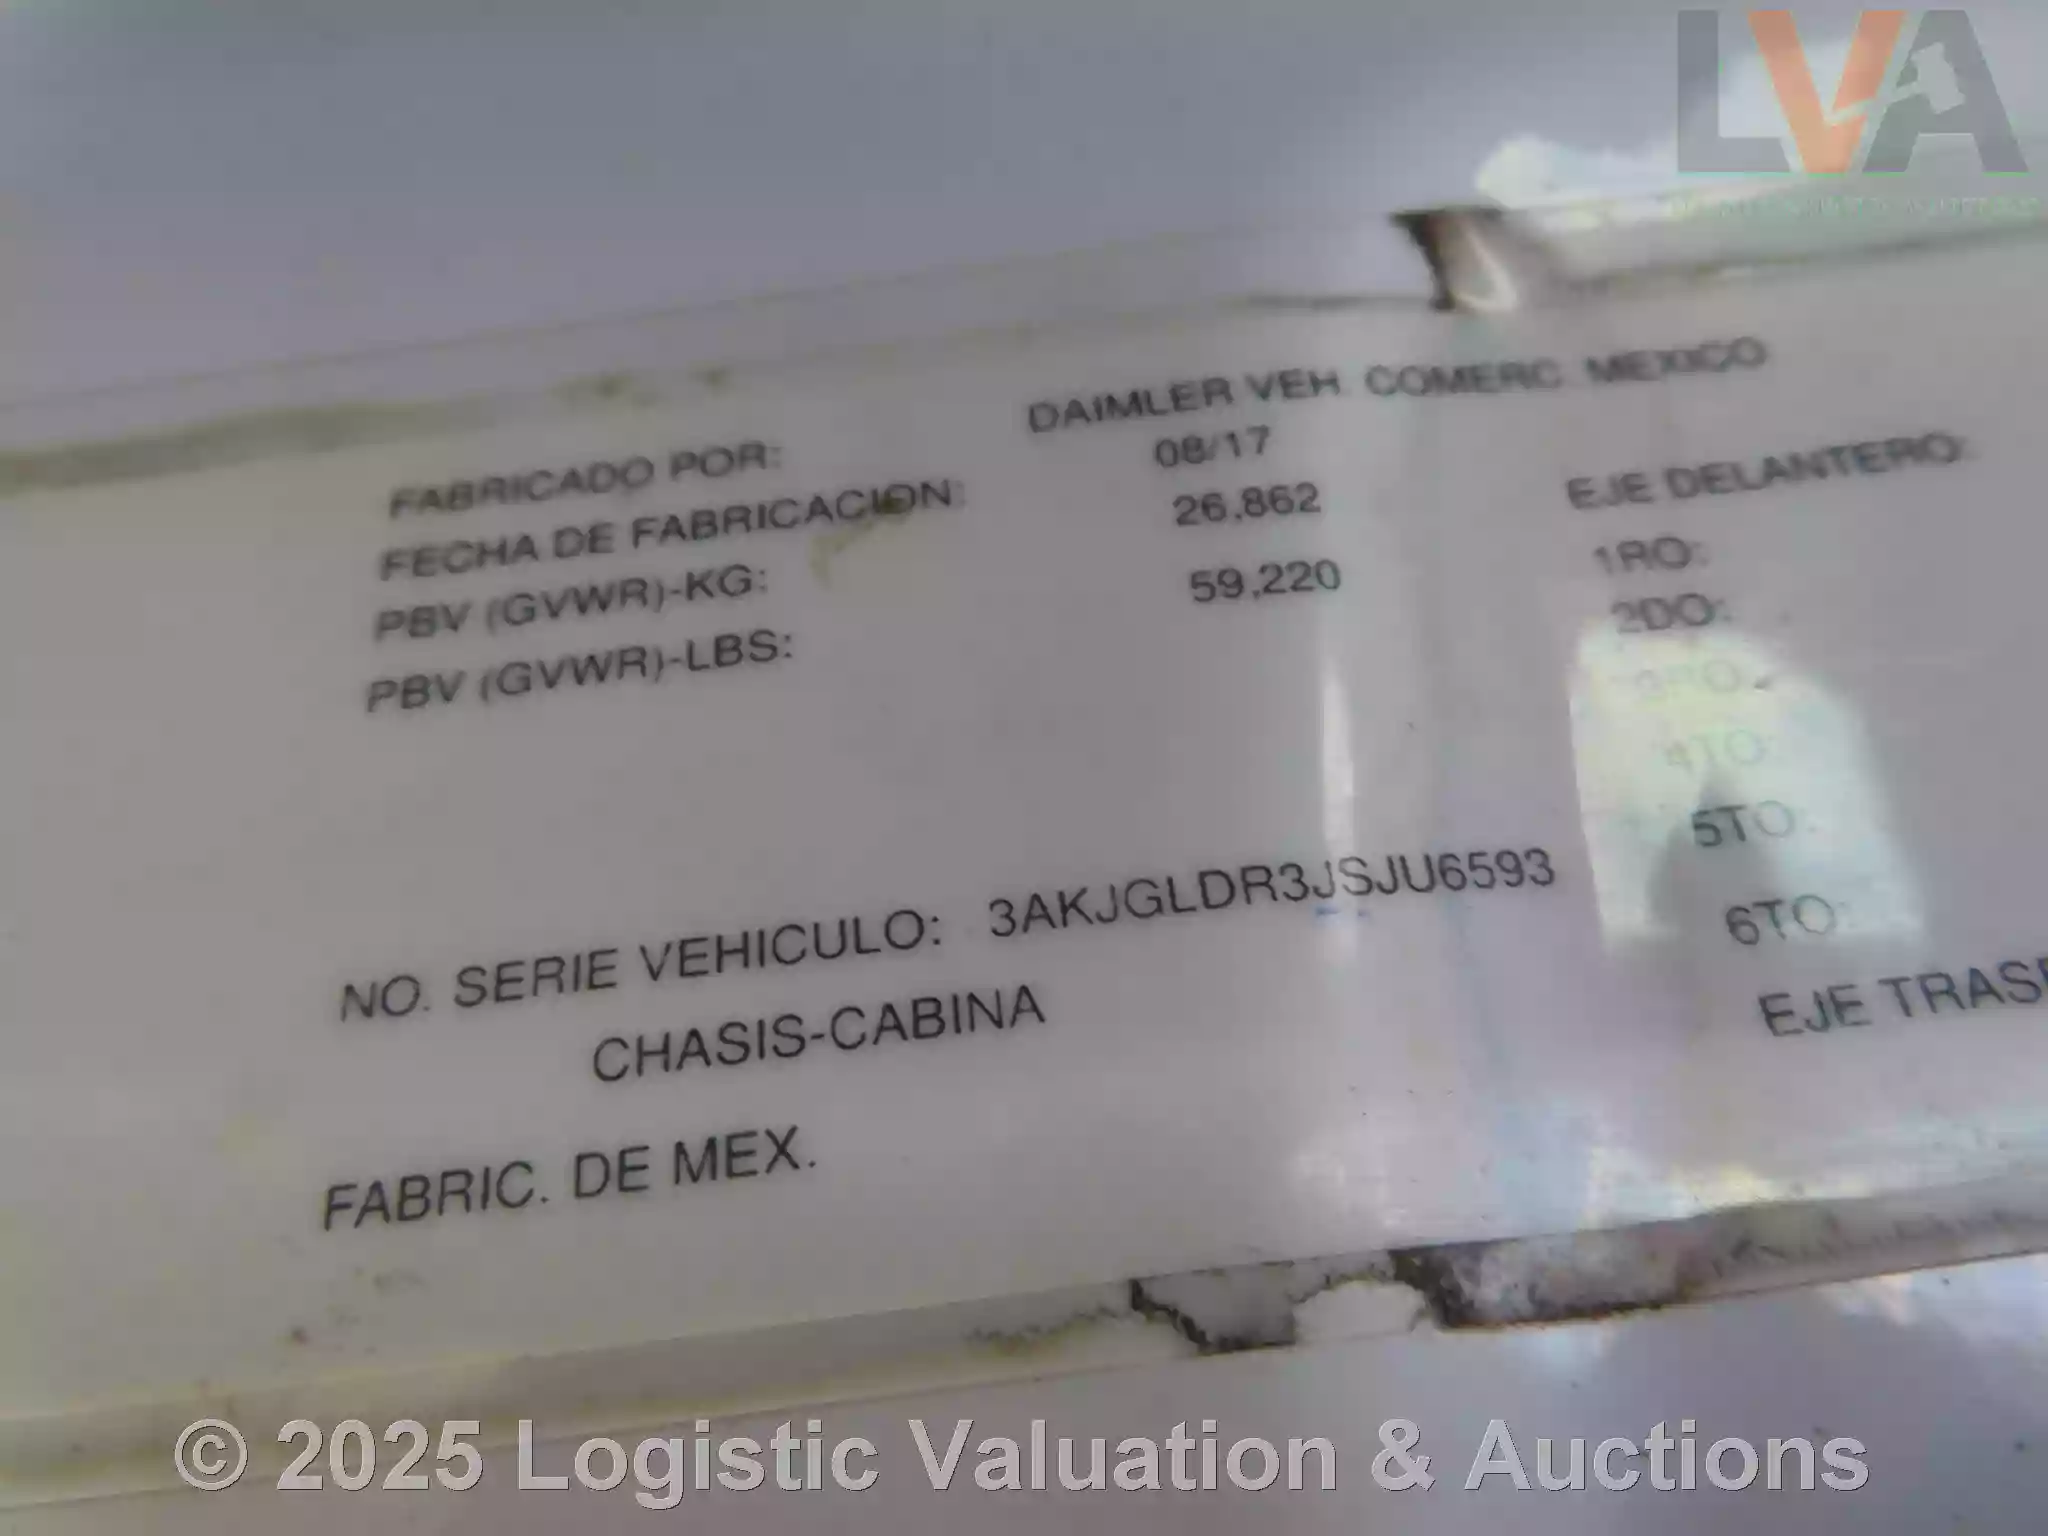 LVA
FABRICADO POR: DAIMLER VEH. COMERC. MEXICO
FECHA DE FABRICACION: 08/17
PBV (GVWR)-KG: 26,862
PBV (GVWR)-LBS: 59,220
EJE DELANTERO:
1RO:
2DO:
3RO:
4TO:
5TO:
6TO:
EJE
NO. SERIE VEHICULO: 3AKJGLDR3JSJU6593
CHASIS-CABINA
FABRIC. DE MEX.
© 2025 Logistic Valuation & Auctions